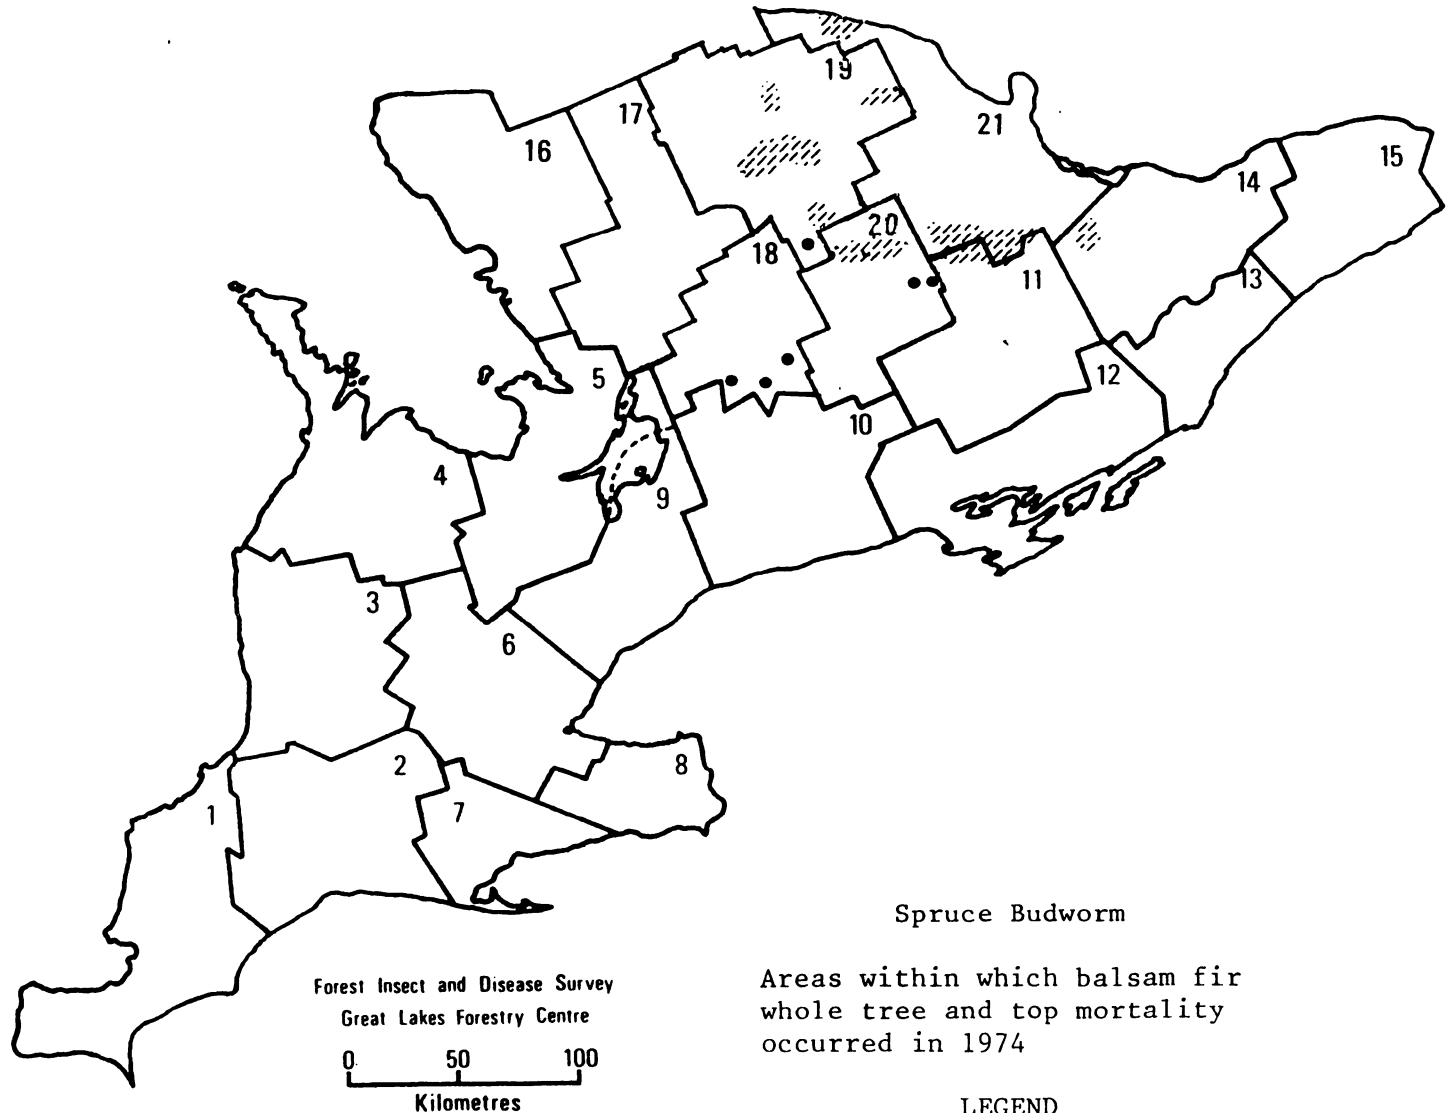 19
17
21
16
15
14
20
18
11
13
5
12
10
4
9
3
6
2
8
1
7
Spruce Budworm
Areas within which balsam fir
whole tree and top mortality
occurred in 1974
LEGEND
Forest Insect and Disease Survey
Great Lakes Forestry Centre
0 50 100
Kilometres